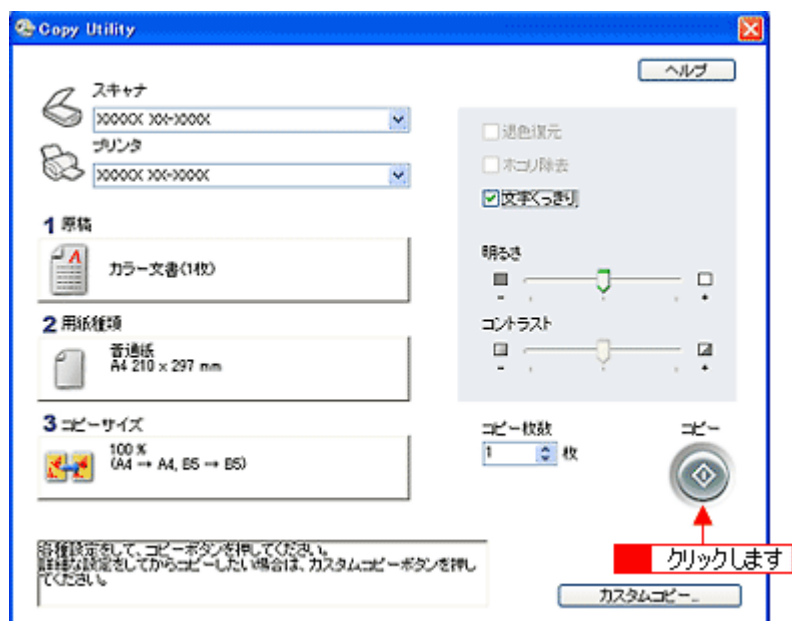 Copy Utility
ヘルプ
スキャナ
XXXXX XX-XXXX
プリンタ
XXXXX XX-XXXX
退色復元
ホコリ除去
文字くっきり
1 原稿
カラー文書(1枚)
明るさ
- +
2 用紙種類
普通紙
A4 210 x 297 mm
コントラスト
- +
3 コピーサイズ
100 %
(A4 → A4, B5 → B5)
コピー枚数
1 枚
コピー
クリックします
各種設定をして、コピーボタンを押してください。
詳細な設定をしてからコピーしたい場合は、カスタムコピーボタンを押し
てください。
カスタムコピー...